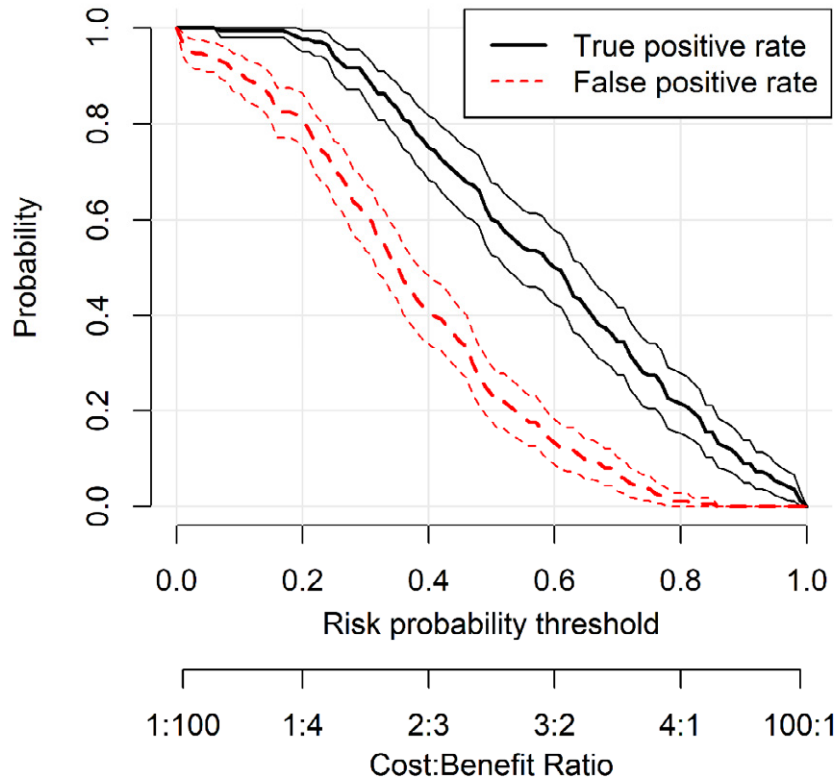 True positive rate
False positive rate
Probability
0.0 0.2 0.4 0.6 0.8 1.0
0.0 0.2 0.4 0.6 0.8 1.0
Risk probability threshold
1:100 1:4 2:3 3:2 4:1 100:1
Cost:Benefit Ratio